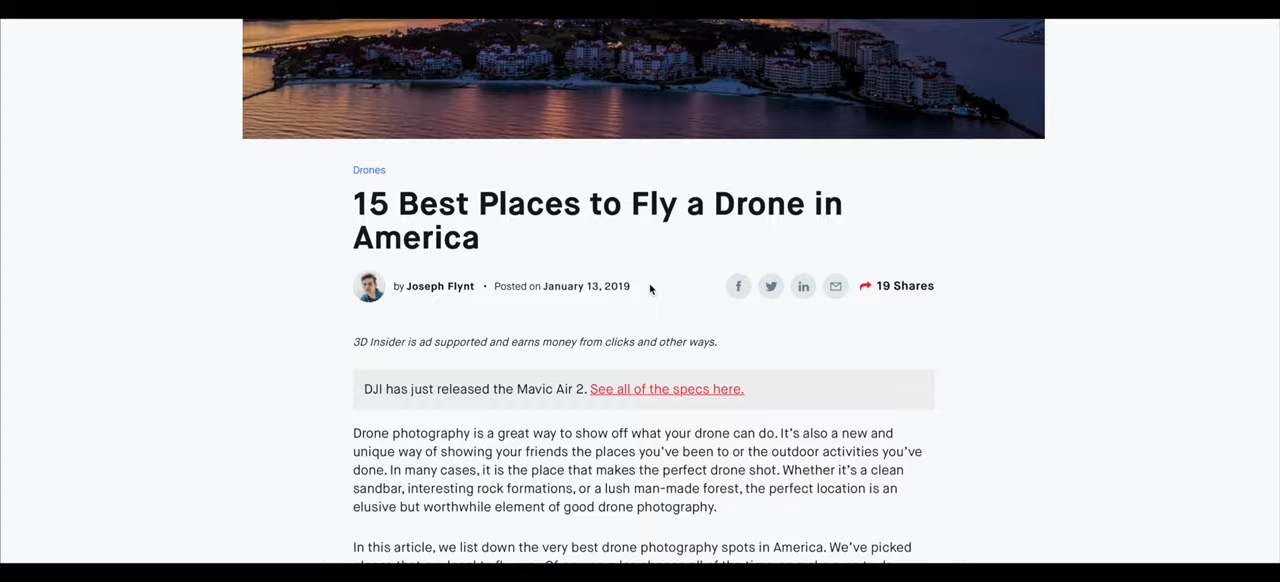 Drones
15 Best Places to Fly a Drone in
America
by Joseph Flynt • Posted on January 13, 2019
f in 19 Shares
3D Insider is ad supported and earns money from clicks and other ways.
DJI has just released the Mavic Air 2. See all of the specs here.
Drone photography is a great way to show off what your drone can do. It's also a new and
unique way of showing your friends the places you've been to or the outdoor activities you've
done. In many cases, it is the place that makes the perfect drone shot. Whether it's a clean
sandbar, interesting rock formations, or a lush man-made forest, the perfect location is an
elusive but worthwhile element of good drone photography.
In this article, we list down the very best drone photography spots in America. We've picked